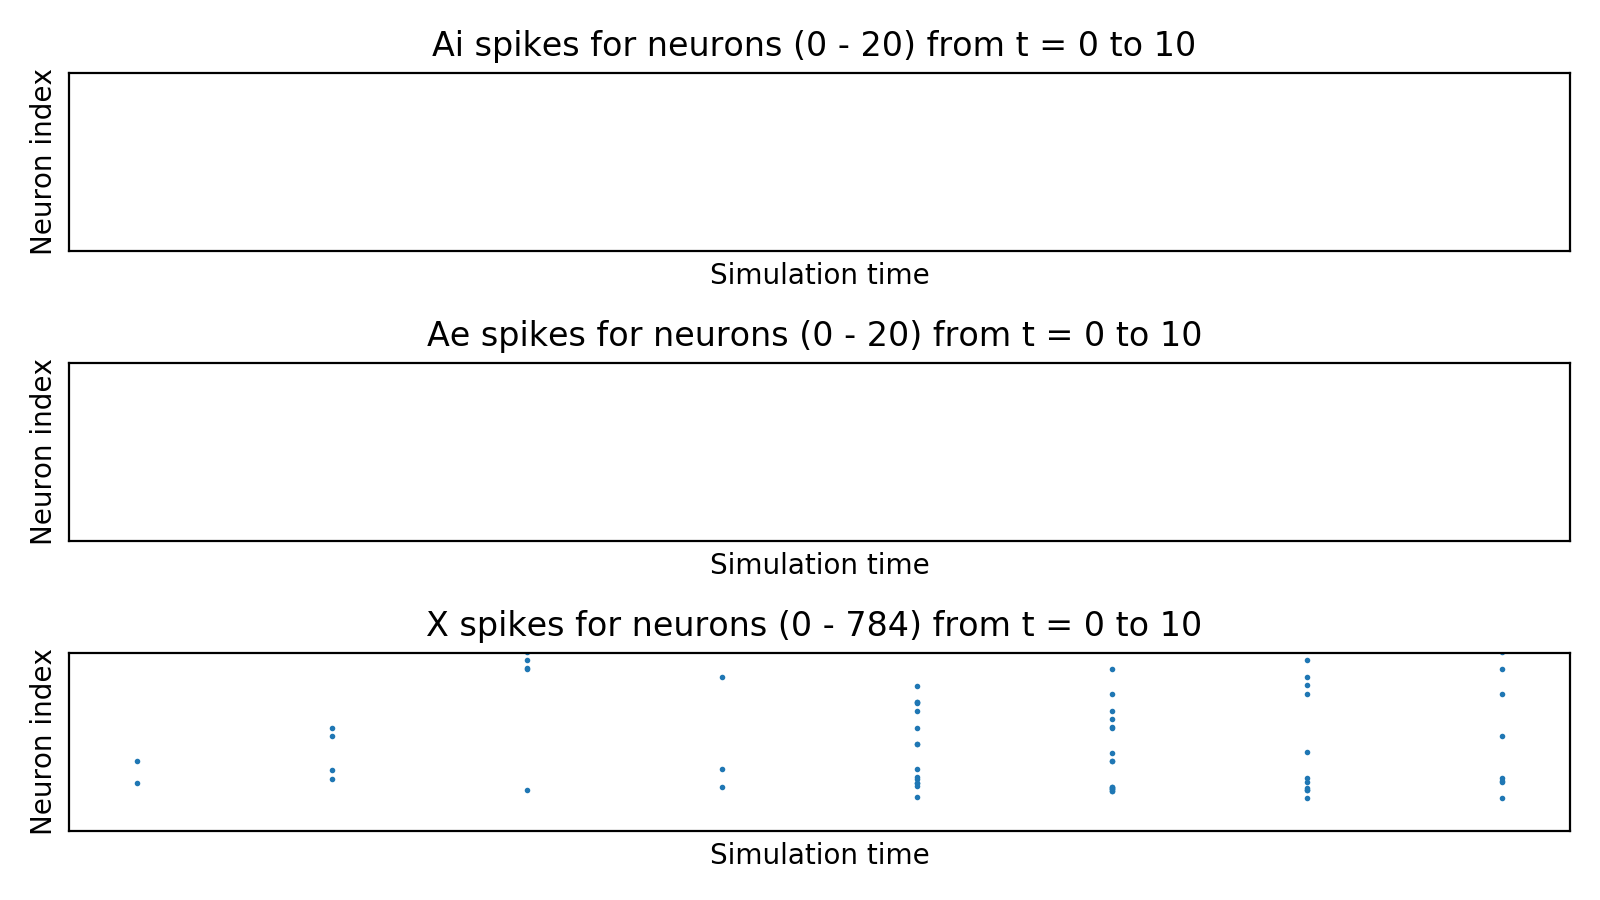 Ai spikes for neurons (0 - 20) from t = 0 to 10
Neuron index
Simulation time
Ae spikes for neurons (0 - 20) from t = 0 to 10
Neuron index
Simulation time
X spikes for neurons (0 - 784) from t = 0 to 10
Neuron index
Simulation time